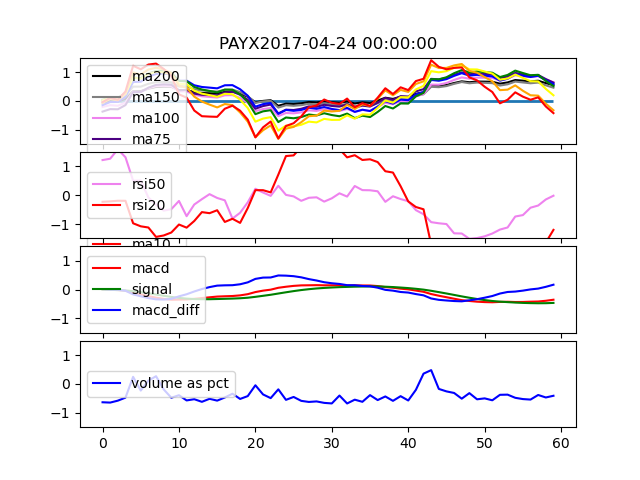 PAYX2017-04-24 00:00:00
1
0
−1
ma200
ma150
ma100
ma75
1
0
−1
rsi50
rsi20
ma10
1
0
−1
macd
signal
macd_diff
1
0
−1
volume as pct
0 10 20 30 40 50 60